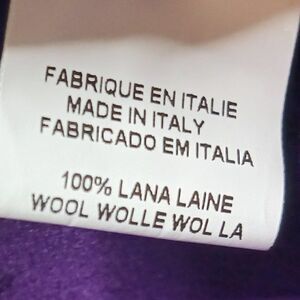 FABRIQUE EN ITALIE
MADE IN ITALY
FABRICADO EM ITALIA
100% LANA LAINE
WOOL WOLLE WOL LA